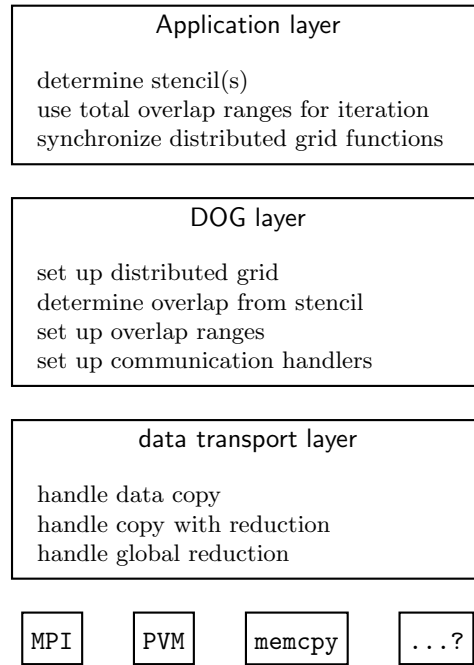 Application layer
determine stencil(s)
use total overlap ranges for iteration
synchronize distributed grid functions
DOG layer
set up distributed grid
determine overlap from stencil
set up overlap ranges
set up communication handlers
data transport layer
handle data copy
handle copy with reduction
handle global reduction
MPI PVM memcpy ...?